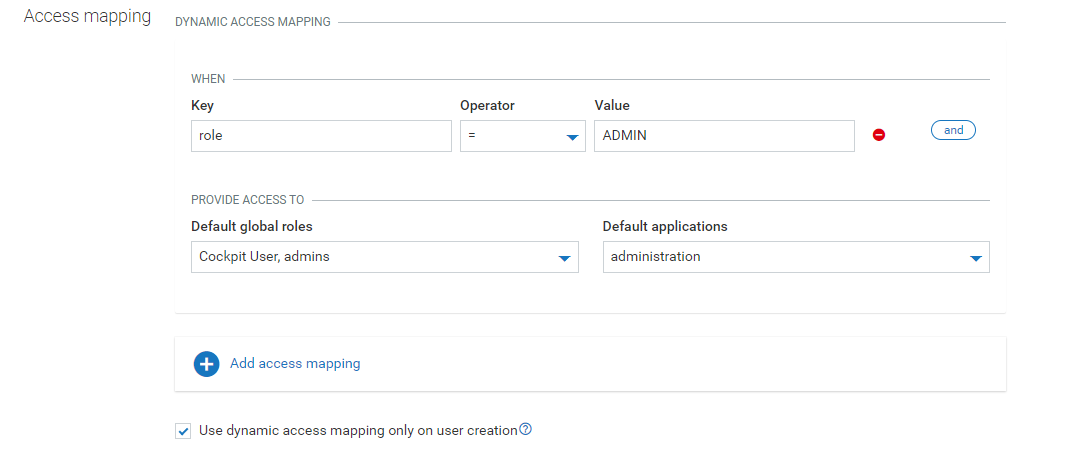 Access mapping
DYNAMIC ACCESS MAPPING
WHEN
Key Operator Value
role = ADMIN and
PROVIDE ACCESS TO
Default global roles Default applications
Cockpit User, admins administration
Add access mapping
Use dynamic access mapping only on user creation